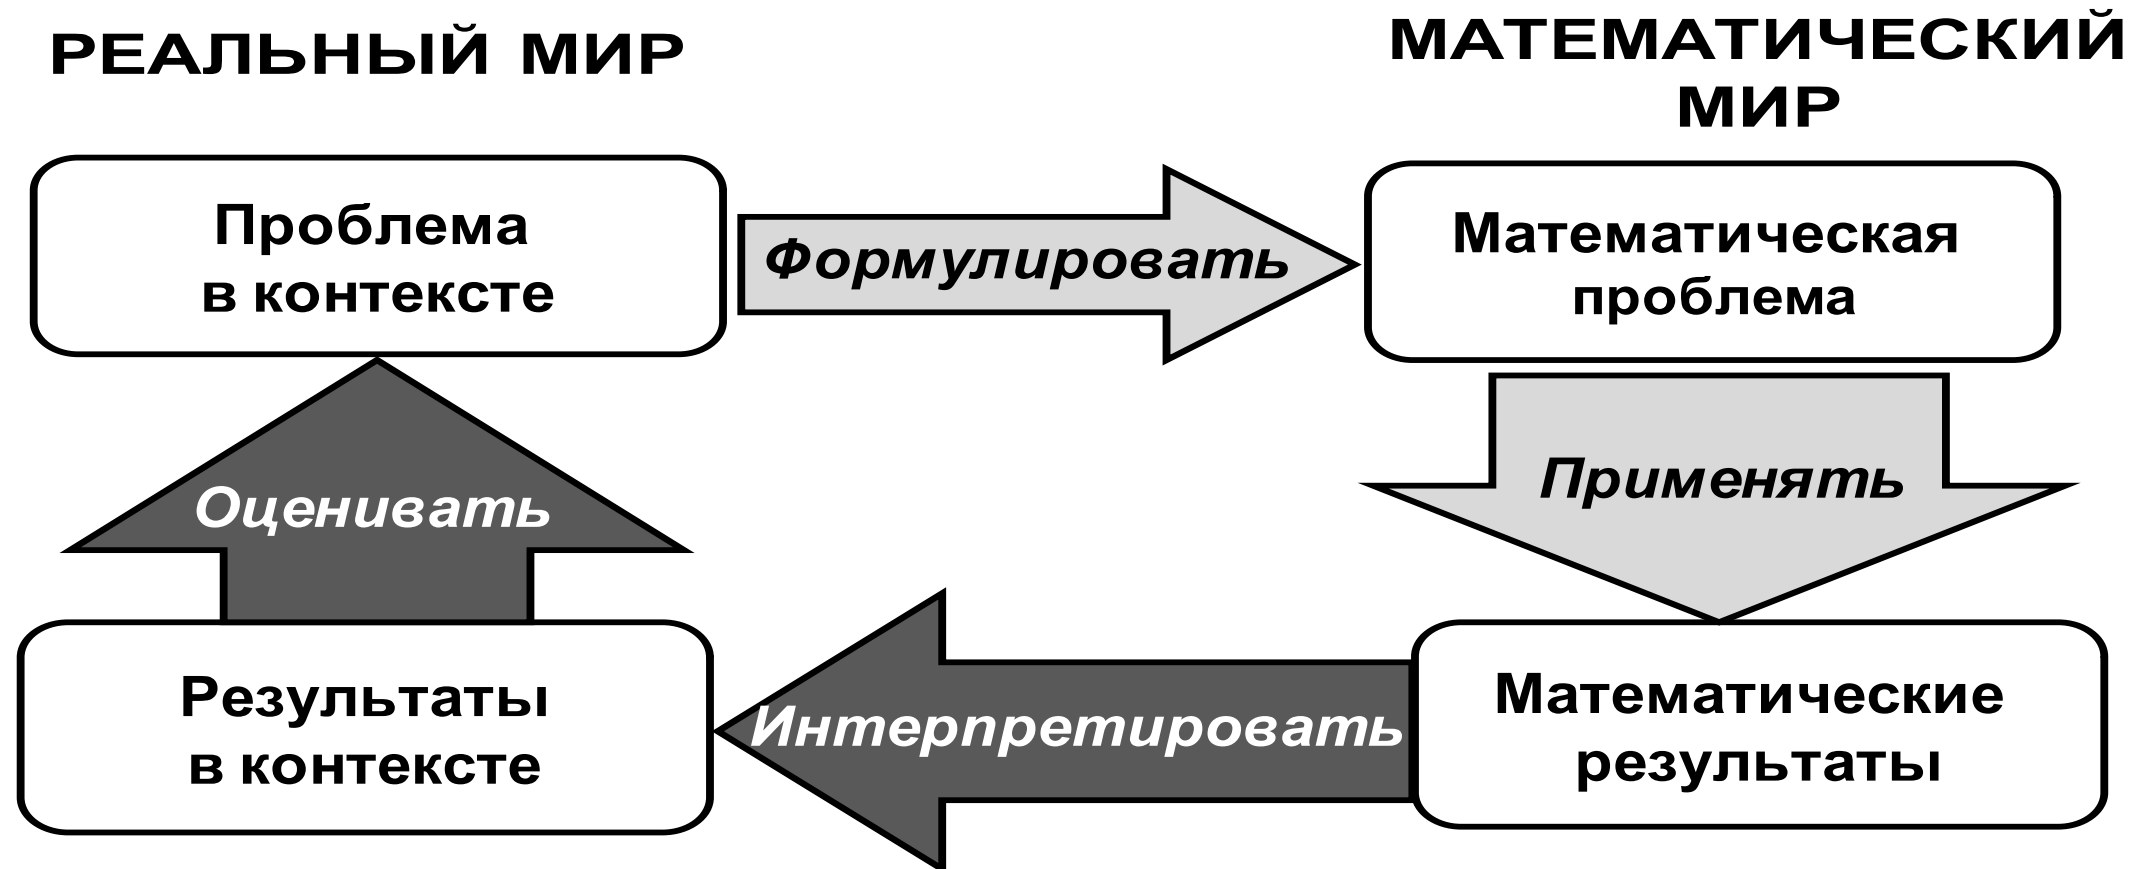 РЕАЛЬНЫЙ МИР
МАТЕМАТИЧЕСКИЙ
МИР
Проблема
в контексте
Формулировать
Математическая
проблема
Оценивать
Применять
Результаты
в контексте
Интерпретировать
Математические
результаты